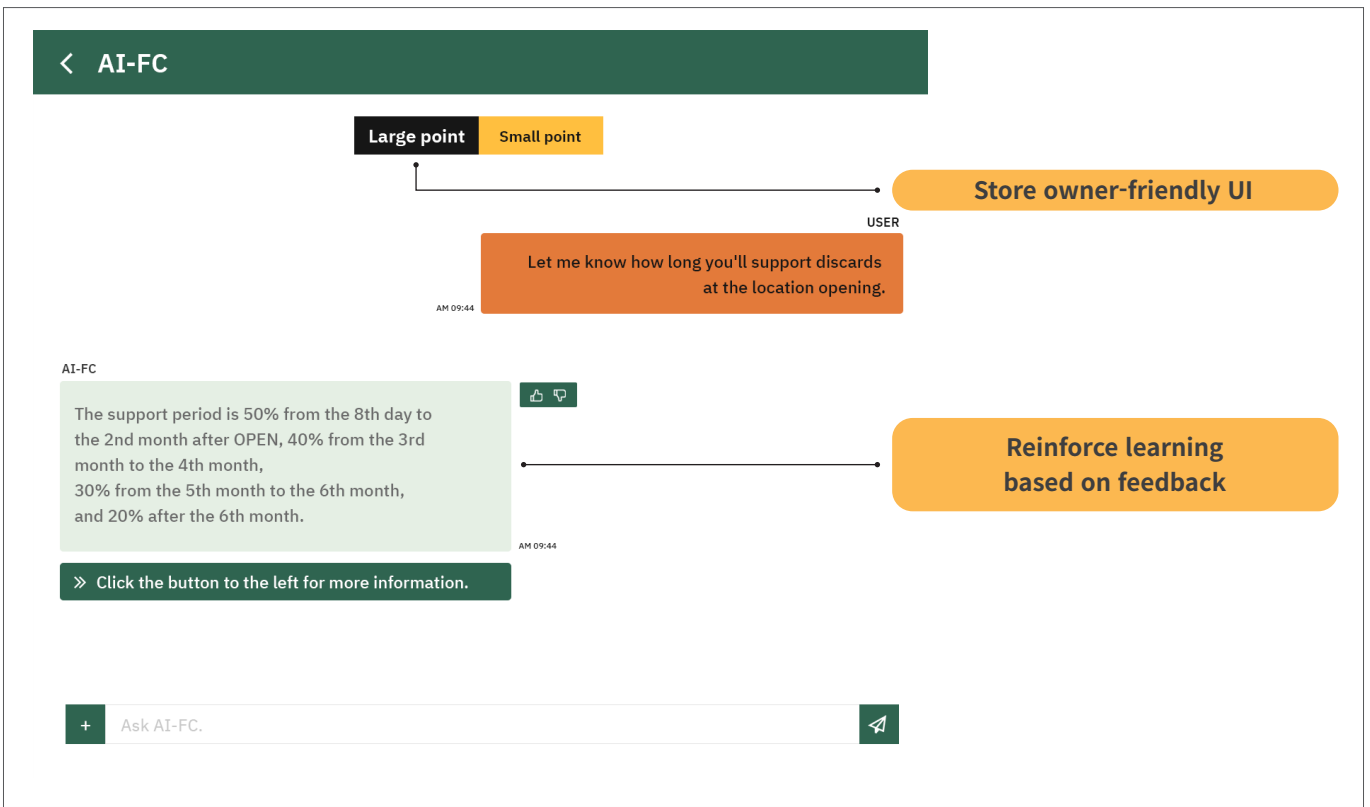 AI-FC
Large point
Small point
Store owner-friendly UI
USER
Let me know how long you'll support discards
at the location opening.
AM 09:44
AI-FC
The support period is 50% from the 8th day to
the 2nd month after OPEN, 40% from the 3rd
month to the 4th month,
30% from the 5th month to the 6th month,
and 20% after the 6th month.
Reinforce learning
based on feedback
AM 09:44
Click the button to the left for more information.
+ Ask AI-FC.